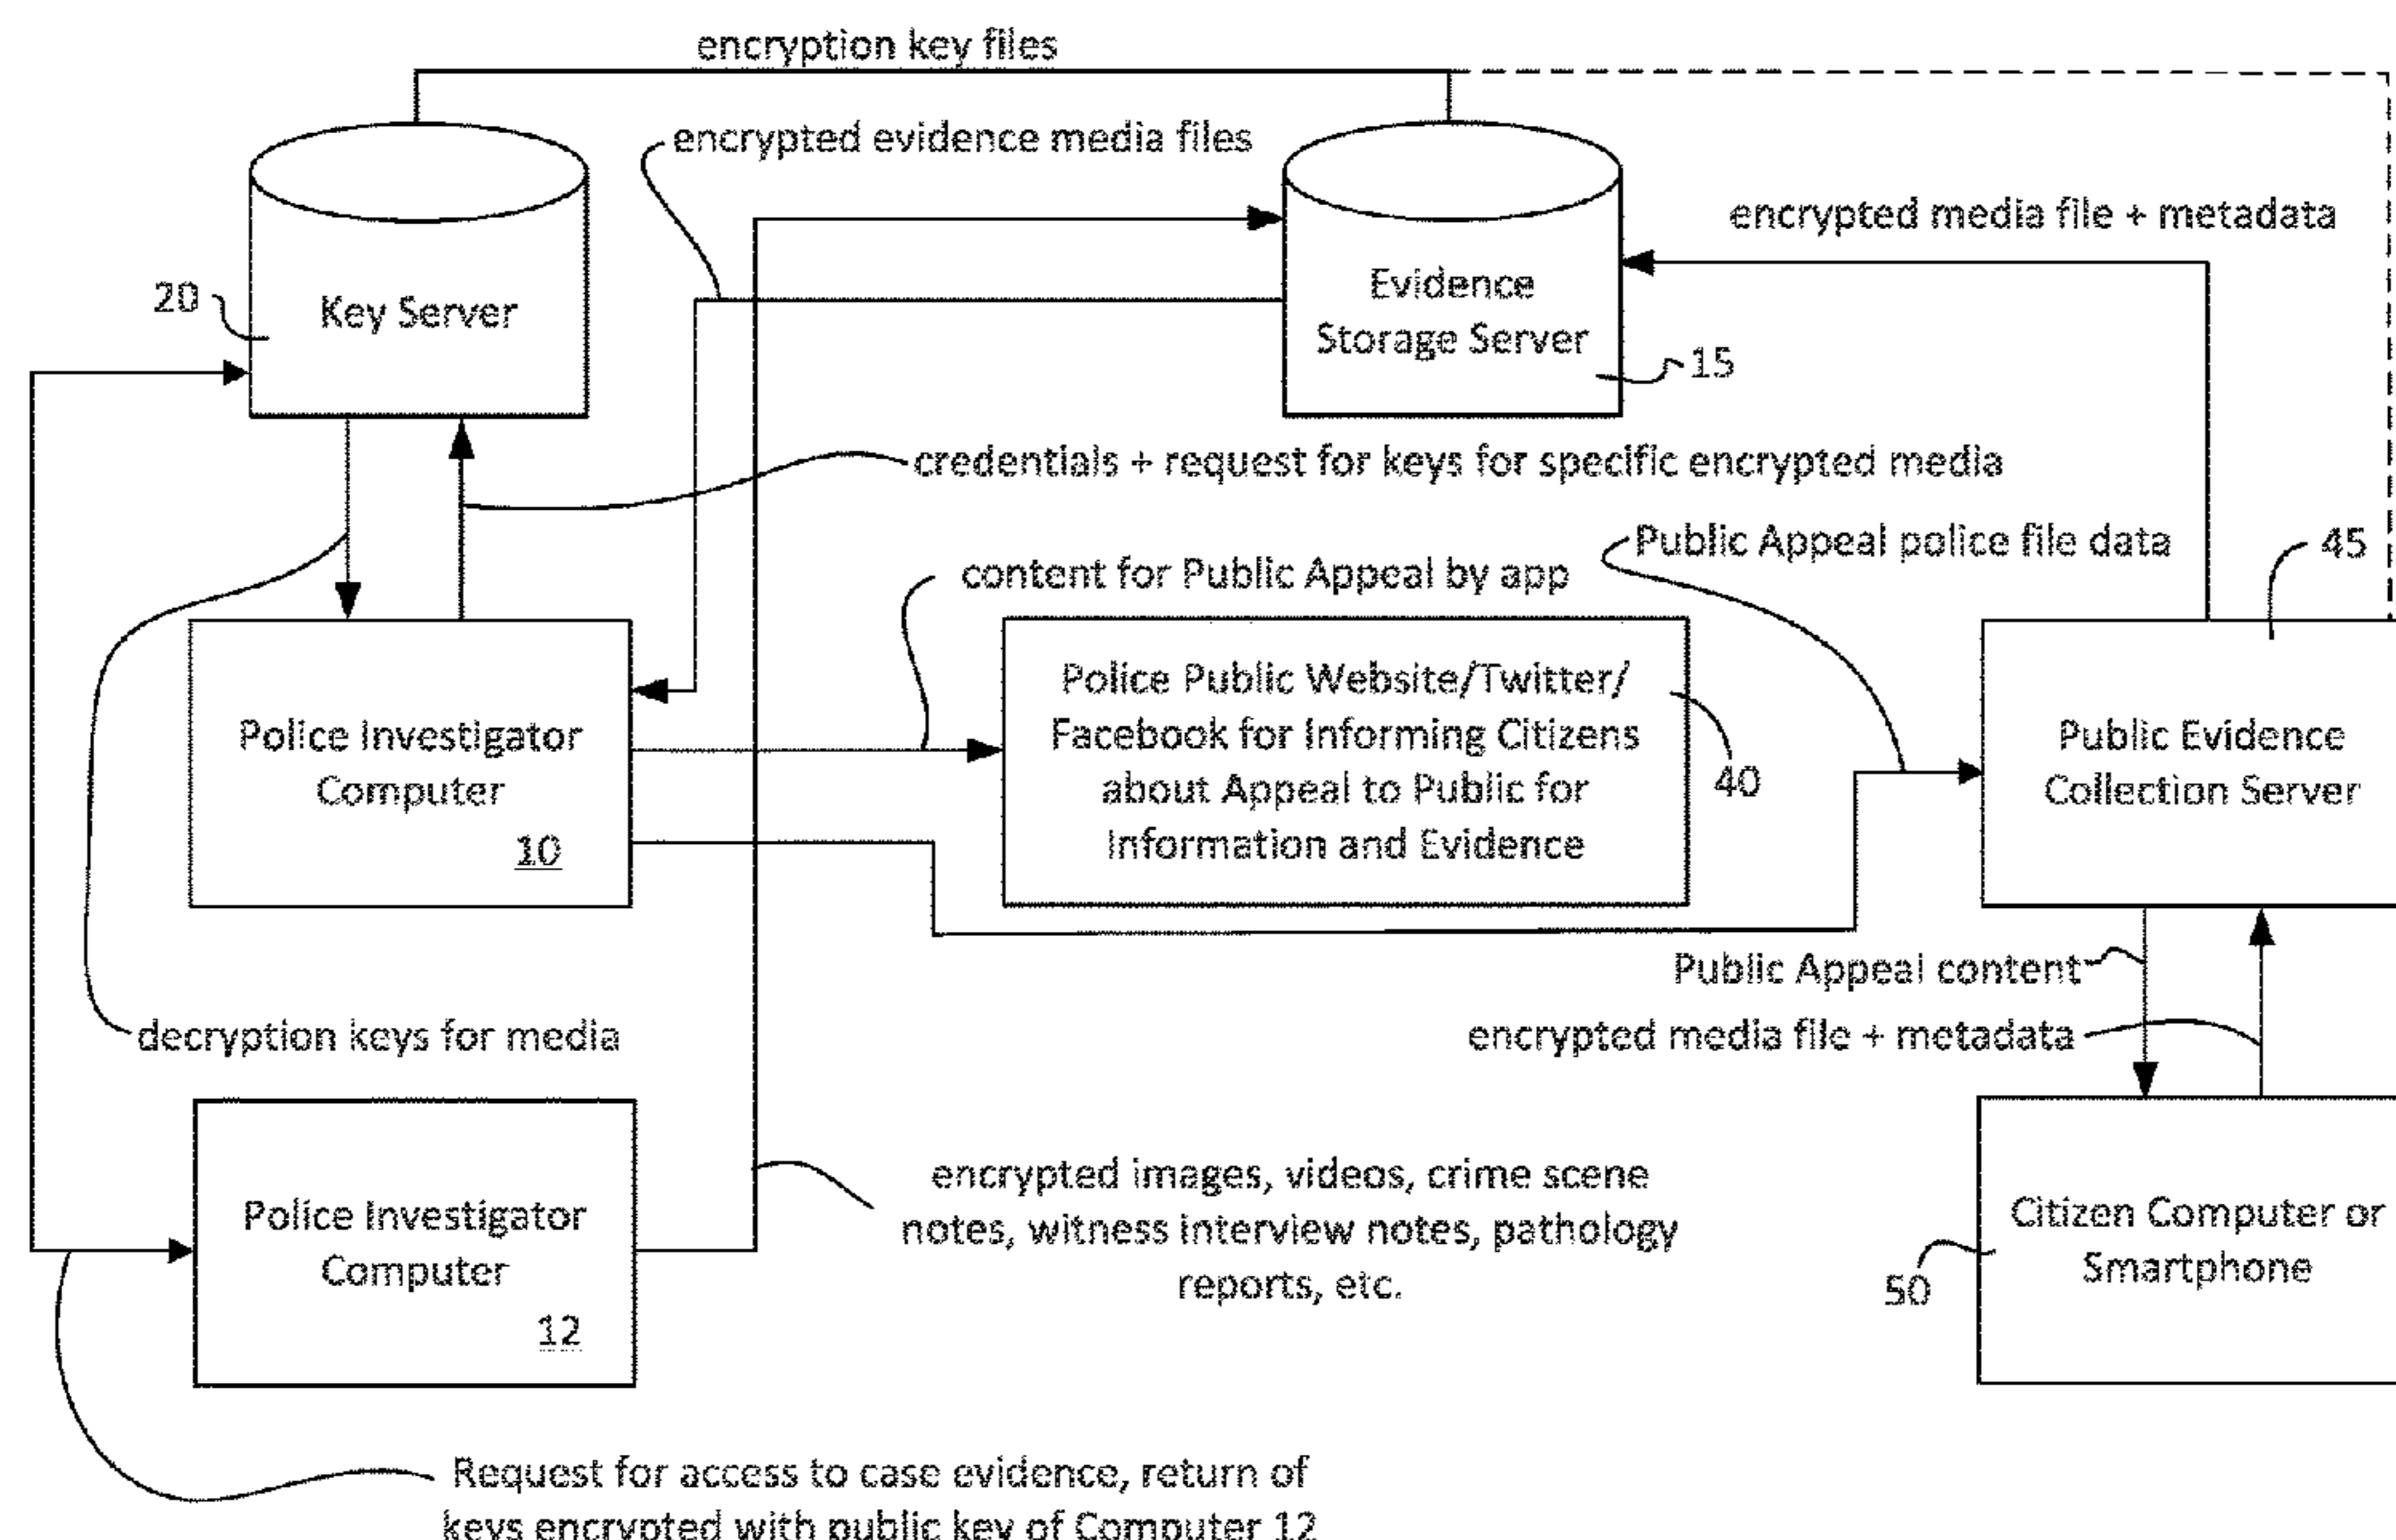 encryption key files
encrypted evidence media files
encrypted media file + metadata
20
Key Server
Evidence
Storage Server
15
credentials + request for keys for specific encrypted media
Public Appeal police file data
45
content for Public Appeal by app
Police Investigator
Computer
10
Police Public Website/Twitter/
Facebook for Informing Citizens
about Appeal to Public for
Information and Evidence
40
Public Evidence
Collection Server
Public Appeal content
encrypted media file + metadata
decryption keys for media
Police Investigator
Computer
12
encrypted images, videos, crime scene
notes, witness interview notes, pathology
reports, etc.
Citizen Computer or
Smartphone
50
Request for access to case evidence, return of
keys encrypted with public key of Computer 12